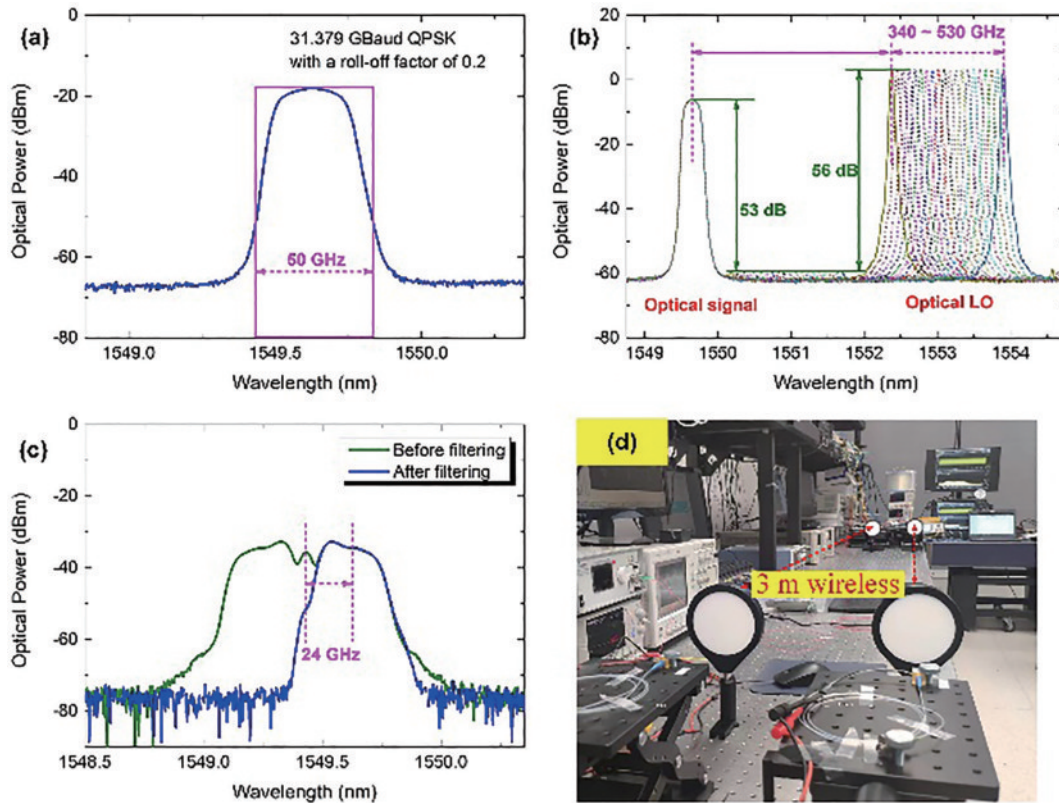 (a)
31.379 GBaud QPSK
with a roll-off factor of 0.2
50 GHz
Optical Power (dBm)
0
-20
-40
-60
-80
1549.0
1549.5
1550.0
Wavelength (nm)
(b)
340 ~ 530 GHz
56 dB
53 dB
Optical signal
Optical LO
Optical Power (dBm)
20
0
-20
-40
-60
-80
1549
1550
1551
1552
1553
1554
Wavelength (nm)
(c)
Before filtering
After filtering
24 GHz
Optical Power (dBm)
0
-20
-40
-60
-80
1548.5
1549.0
1549.5
1550.0
Wavelength (nm)
(d)
3 m wireless